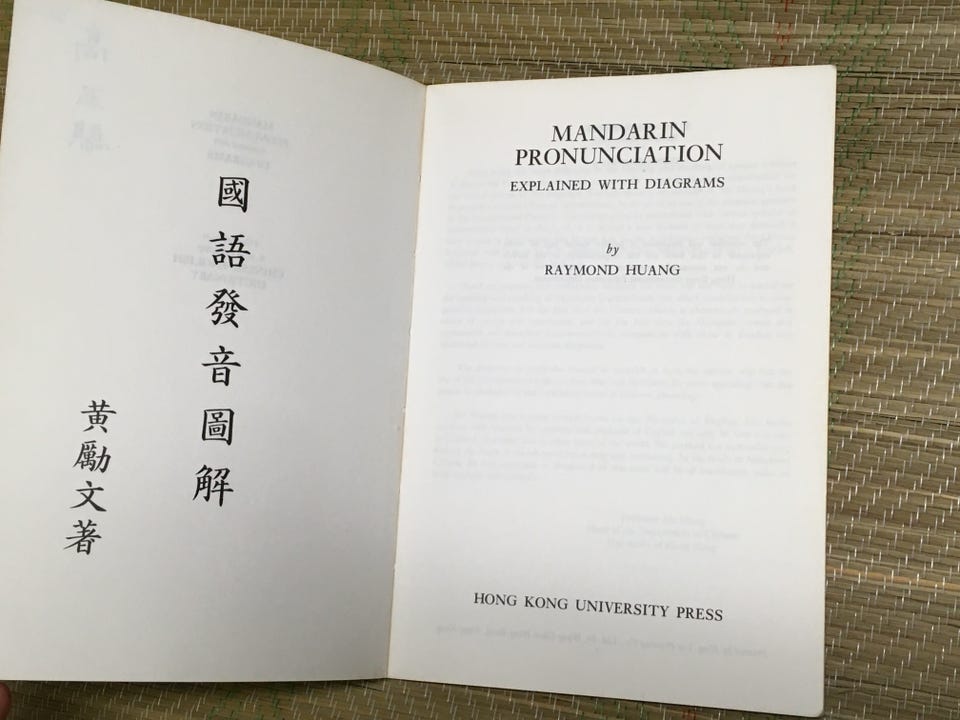 國語發音圖解
黃勵文著
MANDARIN
PRONUNCIATION
EXPLAINED WITH DIAGRAMS
by
RAYMOND HUANG
HONG KONG UNIVERSITY PRESS